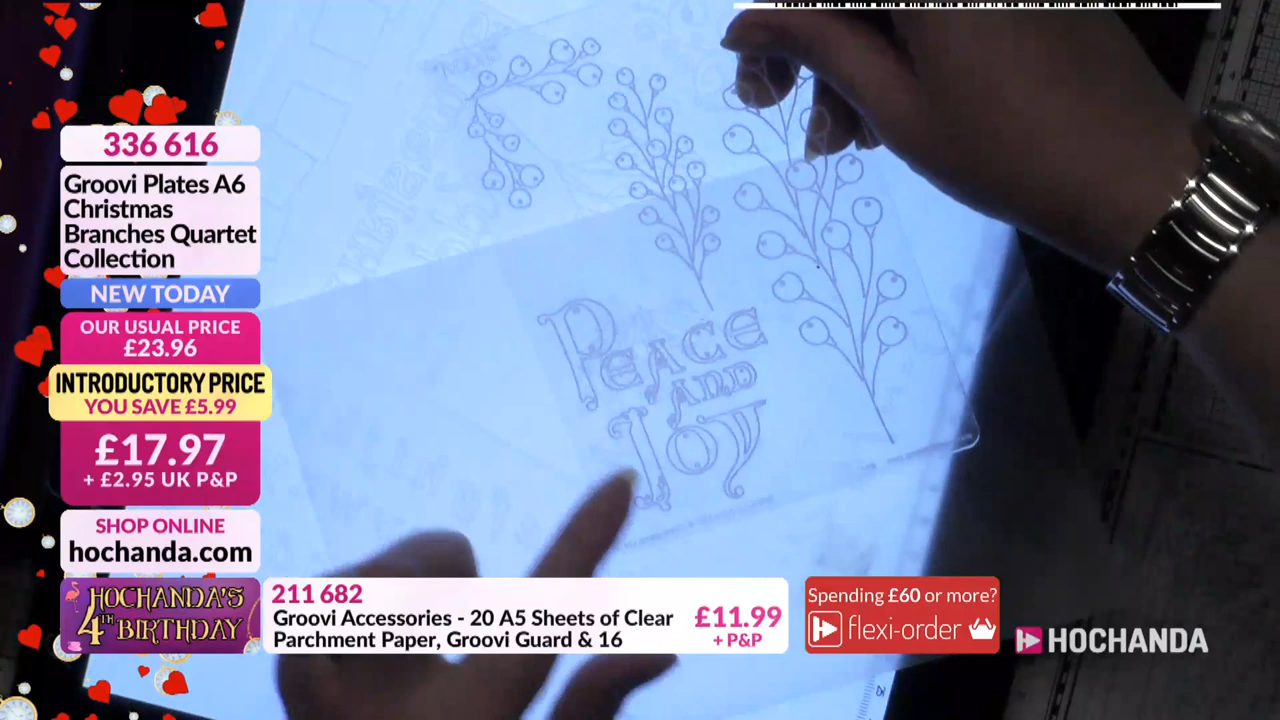 336 616
Groovi Plates A6
Christmas
Branches Quartet
Collection
NEW TODAY
OUR USUAL PRICE
£23.96
INTRODUCTORY PRICE
YOU SAVE £5.99
£17.97
+ £2.95 UK P&P
SHOP ONLINE
hochanda.com
HOCHANDA'S
4TH BIRTHDAY
211 682
Groovi Accessories - 20 A5 Sheets of Clear
Parchment Paper, Groovi Guard & 16
£11.99
+ P&P
Spending £60 or more?
flexi-order
HOCHANDA
PEACE
AND
JOY